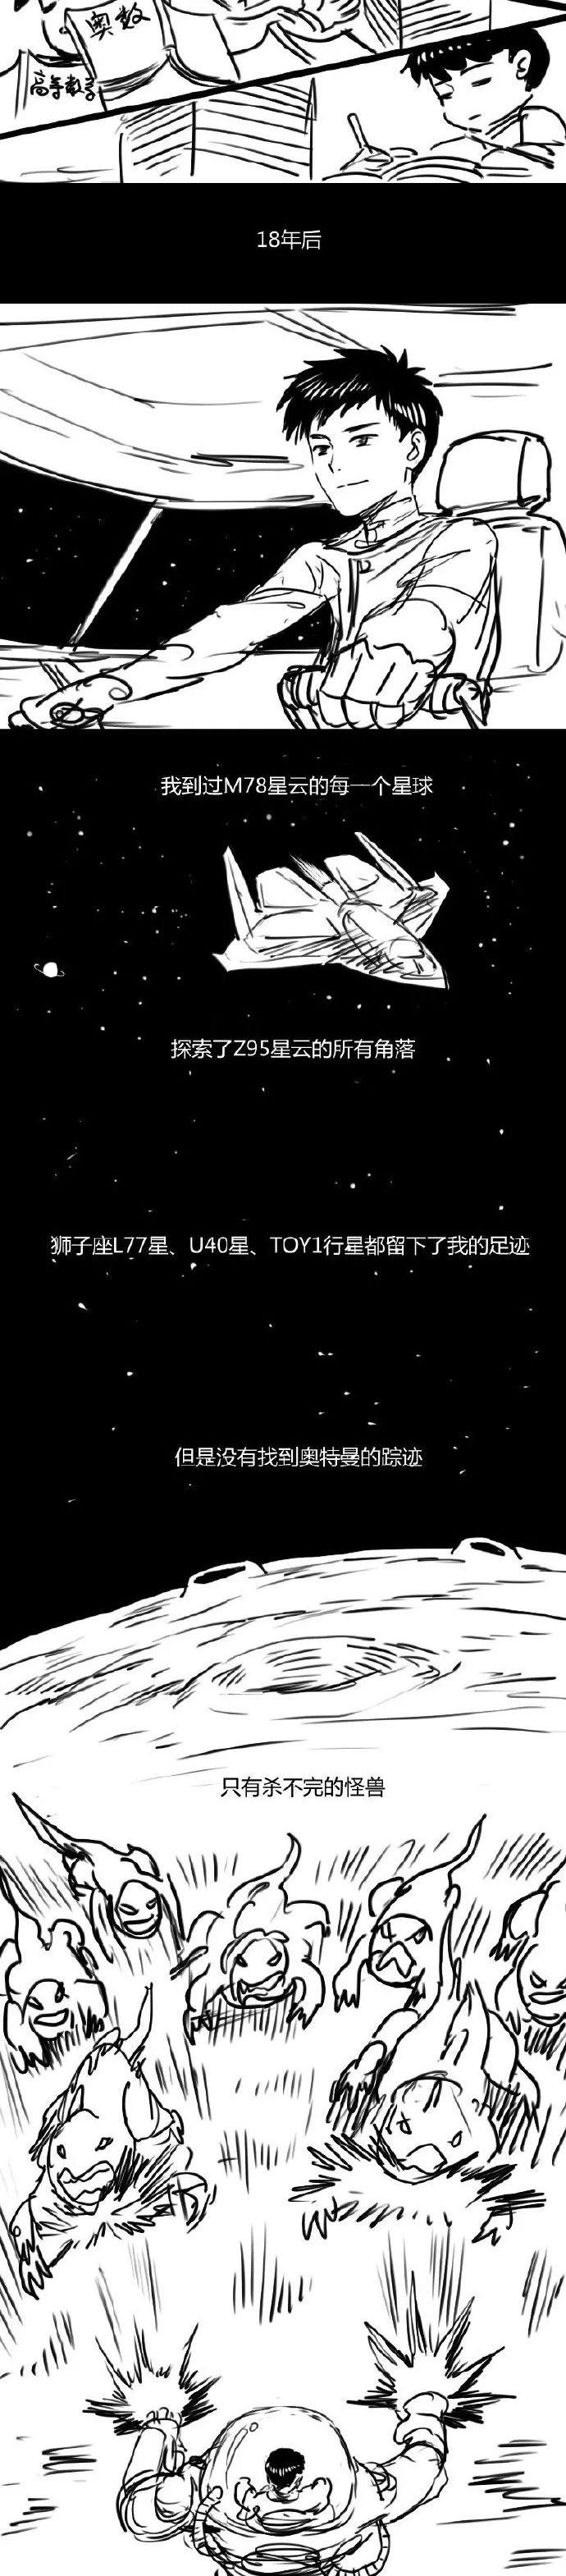 奥数
高等数学
18年后
我到过M78星云的每一个星球
探索了Z95星云的所有角落
狮子座L77星、U40星、TOY1行星都留下了我的足迹
但是没有找到奥特曼的踪迹
只有杀不完的怪兽